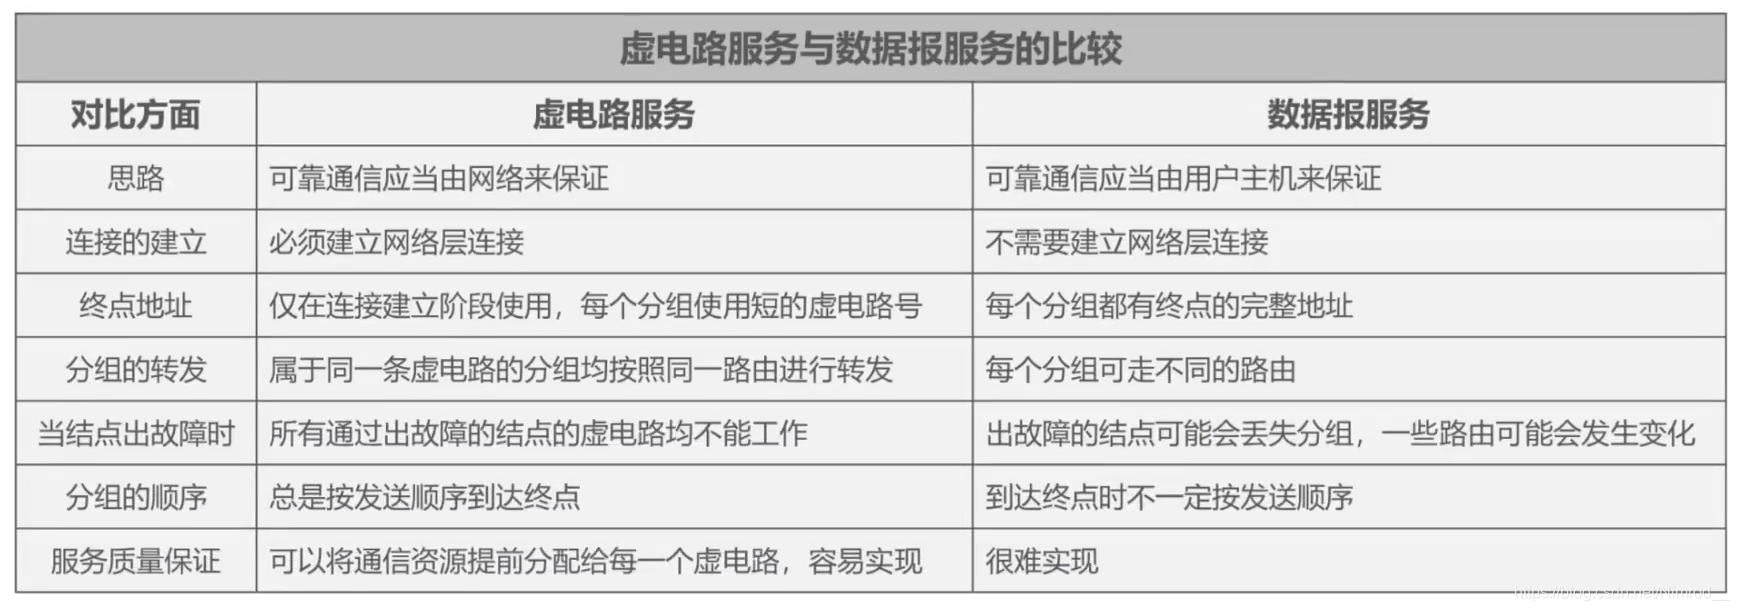 虚电路服务与数据报服务的比较
对比方面 虚电路服务 数据报服务
思路 可靠通信应当由网络来保证 可靠通信应当由用户主机来保证
连接的建立 必须建立网络层连接 不需要建立网络层连接
终点地址 仅在连接建立阶段使用，每个分组使用短的虚电路号 每个分组都有终点的完整地址
分组的转发 属于同一条虚电路的分组均按照同一路由进行转发 每个分组可走不同的路由
当结点出故障时 所有通过出故障的结点的虚电路均不能工作 出故障的结点可能会丢失分组，一些路由可能会发生变化
分组的顺序 总是按发送顺序到达终点 到达终点时不一定按发送顺序
服务质量保证 可以将通信资源提前分配给每一个虚电路，容易实现 很难实现